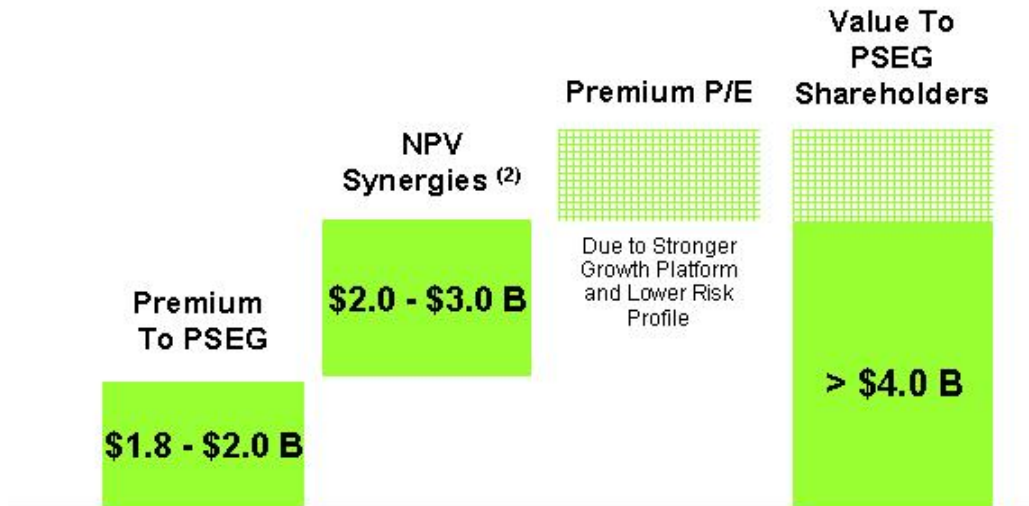 Premium
To PSEG
$1.8 - $2.0 B
NPV
Synergies (2)
$2.0 - $3.0 B
Premium P/E
Due to Stronger
Growth Platform
and Lower Risk
Profile
Value To
PSEG
Shareholders
> $4.0 B